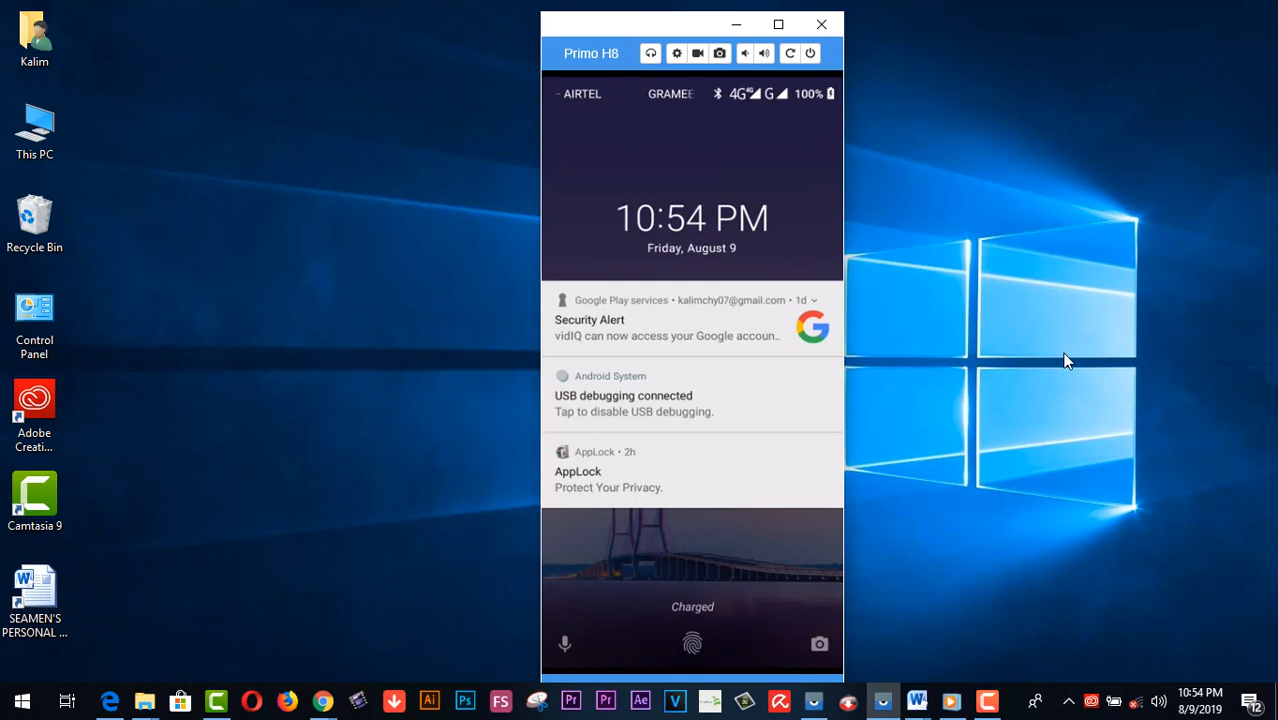 Kalim
This PC
Recycle Bin
Control
Panel
Adobe
Creati...
Camtasia 9
SEAMEN'S
PERSONAL ...
Primo H8
AIRTEL GRAMEE 4G 4G G 100%
10:54 PM
Friday, August 9
Google Play services • kalimchy07@gmail.com • 1d
Security Alert
vidIQ can now access your Google accoun..
Android System
USB debugging connected
Tap to disable USB debugging.
AppLock • 2h
AppLock
Protect Your Privacy.
Charged
Ai Ps FS Pr Pr Ae V W
10:54 PM
8/9/2019
12